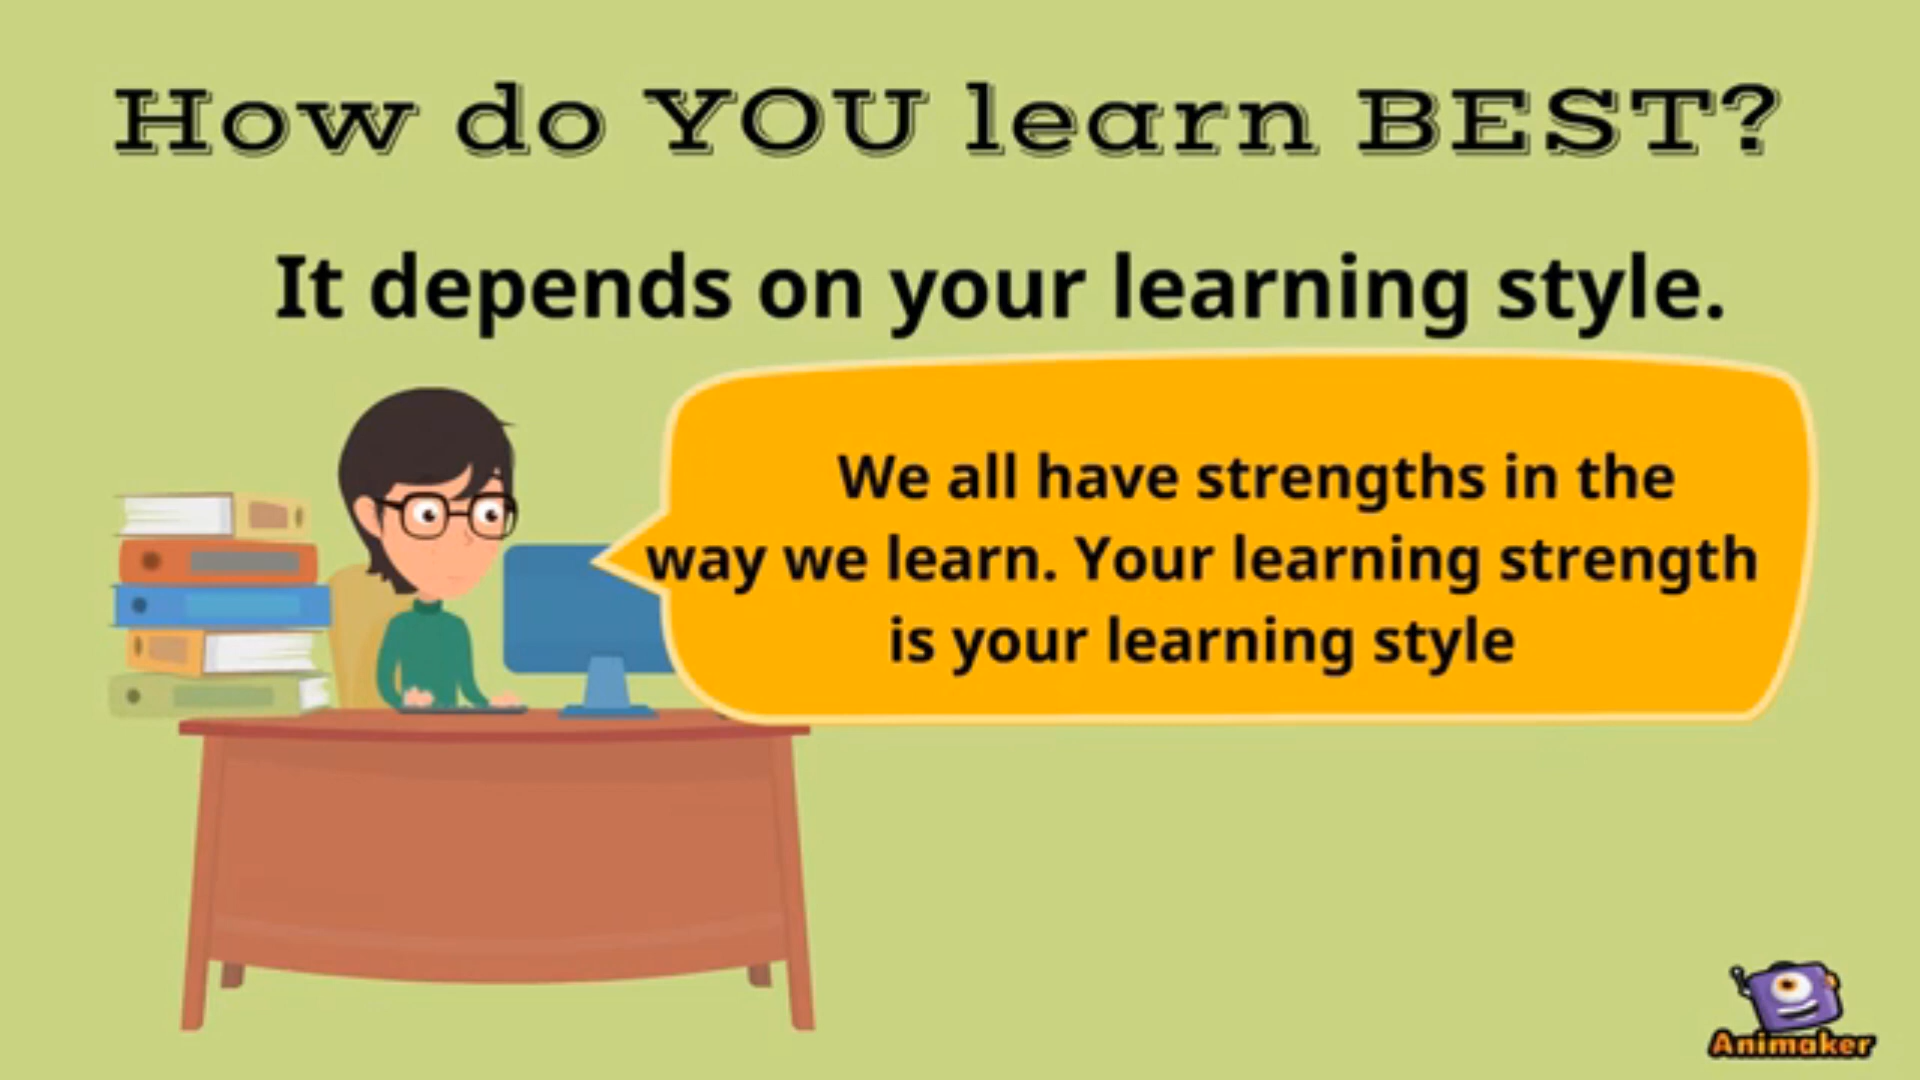 How do YOU learn BEST?
It depends on your learning style.
We all have strengths in the
way we learn. Your learning strength
is your learning style
Animaker